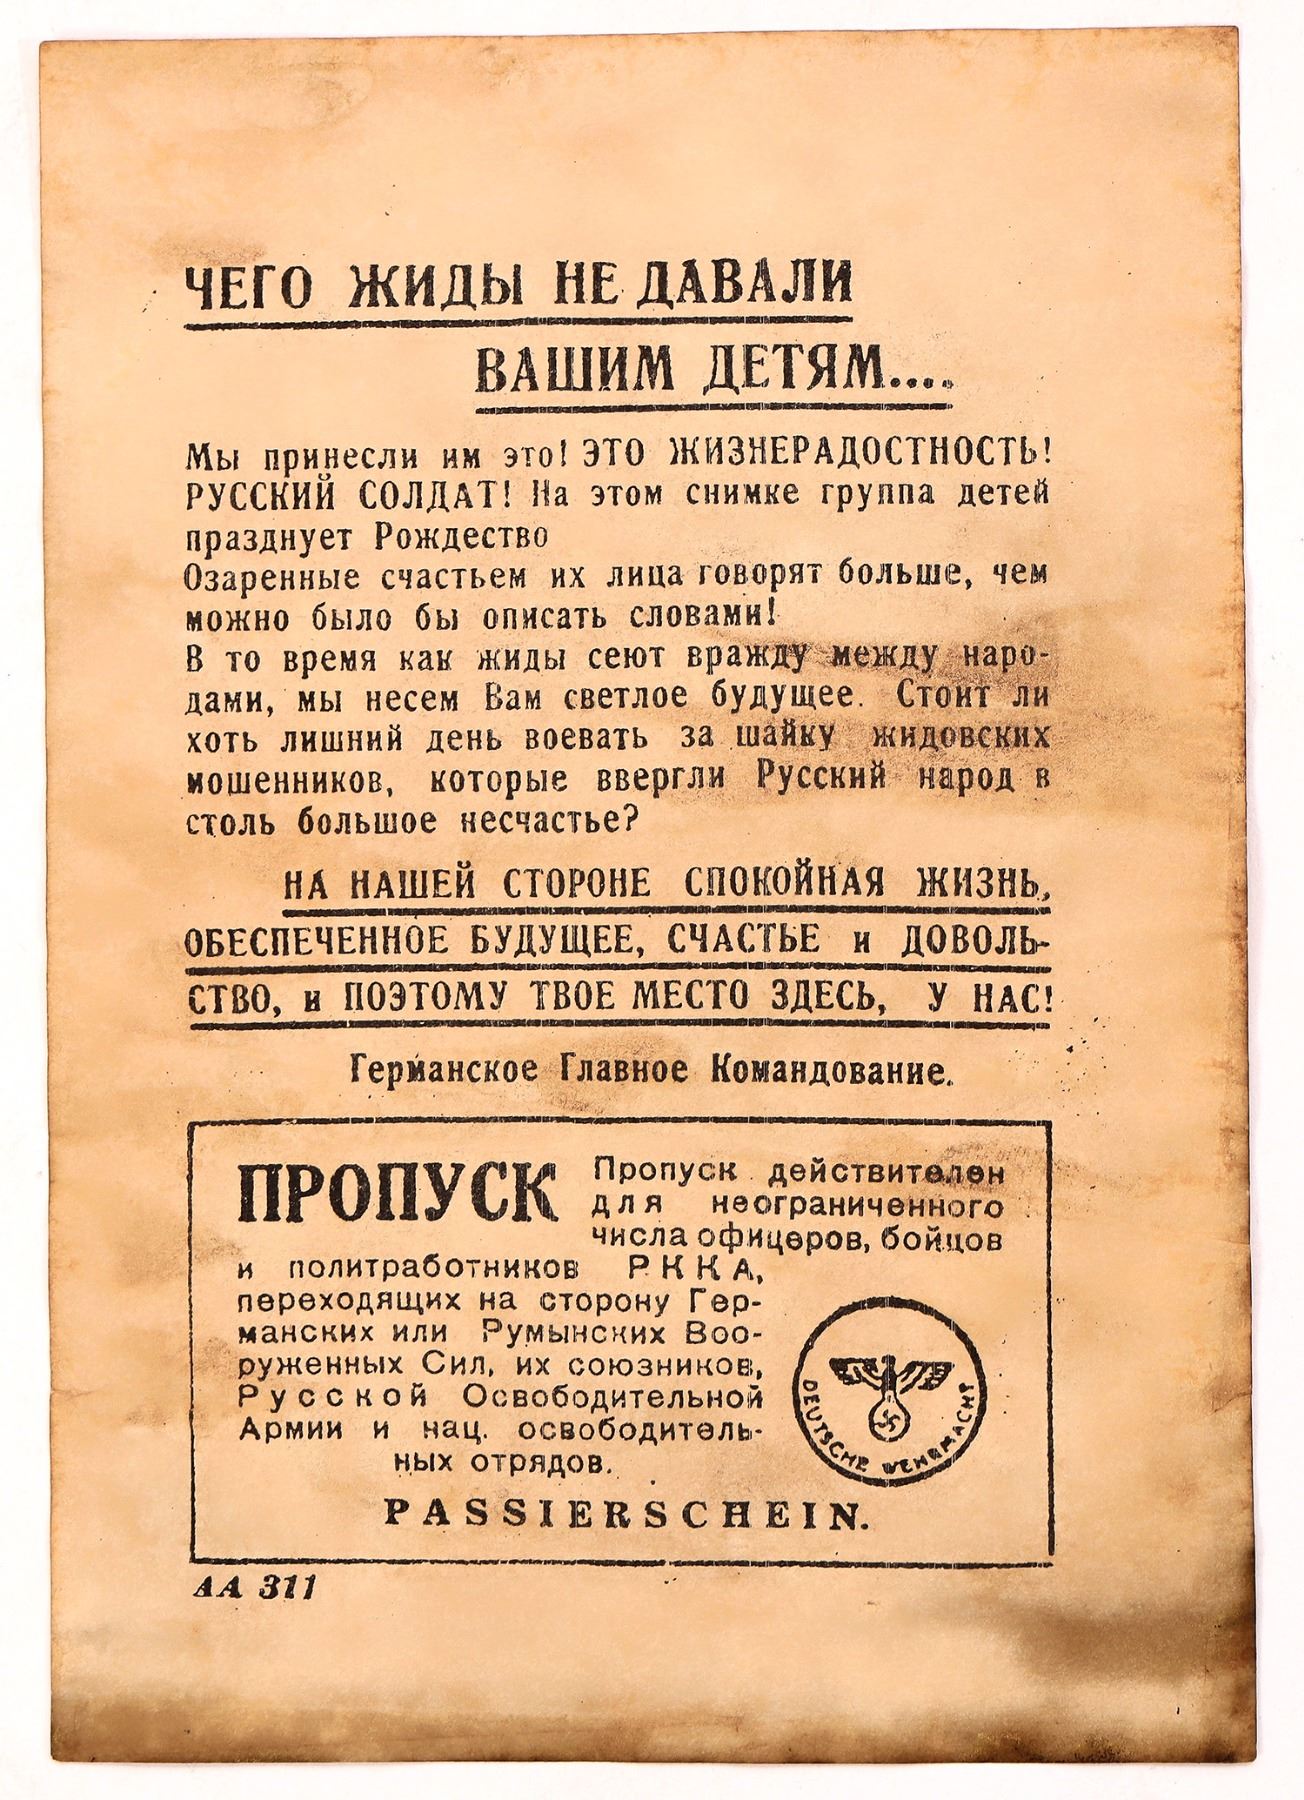 ЧЕГО ЖИДЫ НЕ ДАВАЛИ
ВАШИМ ДЕТЯМ....
Мы принесли им это! ЭТО ЖИЗНЕРАДОСТНОСТЬ!
РУССКИЙ СОЛДАТ! На этом снимке группа детей
празднует Рождество
Озаренные счастьем их лица говорят больше, чем
можно было бы описать словами!
В то время как жиды сеют вражду между наро-
дами, мы несем Вам светлое будущее. Стоит ли
хоть лишний день воевать за шайку жидовских
мошенников, которые ввергли Русский народ в
столь большое несчастье?
НА НАШЕЙ СТОРОНЕ СПОКОЙНАЯ ЖИЗНЬ,
ОБЕСПЕЧЕННОЕ БУДУЩЕЕ, СЧАСТЬЕ и ДОВОЛЬ-
СТВО, и ПОЭТОМУ ТВОЕ МЕСТО ЗДЕСЬ, У НАС!
Германское Главное Командование.
ПРОПУСК Пропуск действителен
для неограниченного
числа офицеров, бойцов
и политработников РККА,
переходящих на сторону Гер-
манских или Румынских Воо-
руженных Сил, их союзников,
Русской Освободительной
Армии и нац. освободитель-
ных отрядов.
DEUTSCHE WEHRMACHT
PASSIERSCHEIN.
AA 311